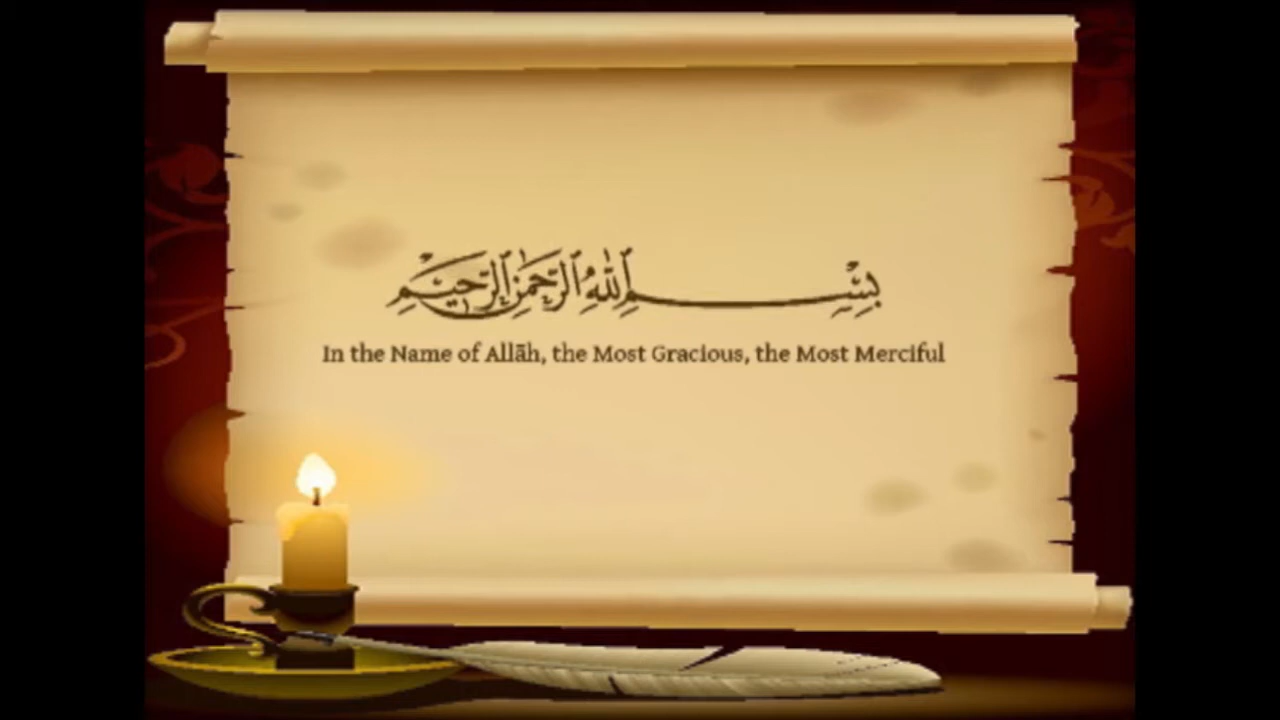 بِسْمِ ٱللَّهِ ٱلرَّحْمَٰنِ ٱلرَّحِيمِ
In the Name of Allāh, the Most Gracious, the Most Merciful